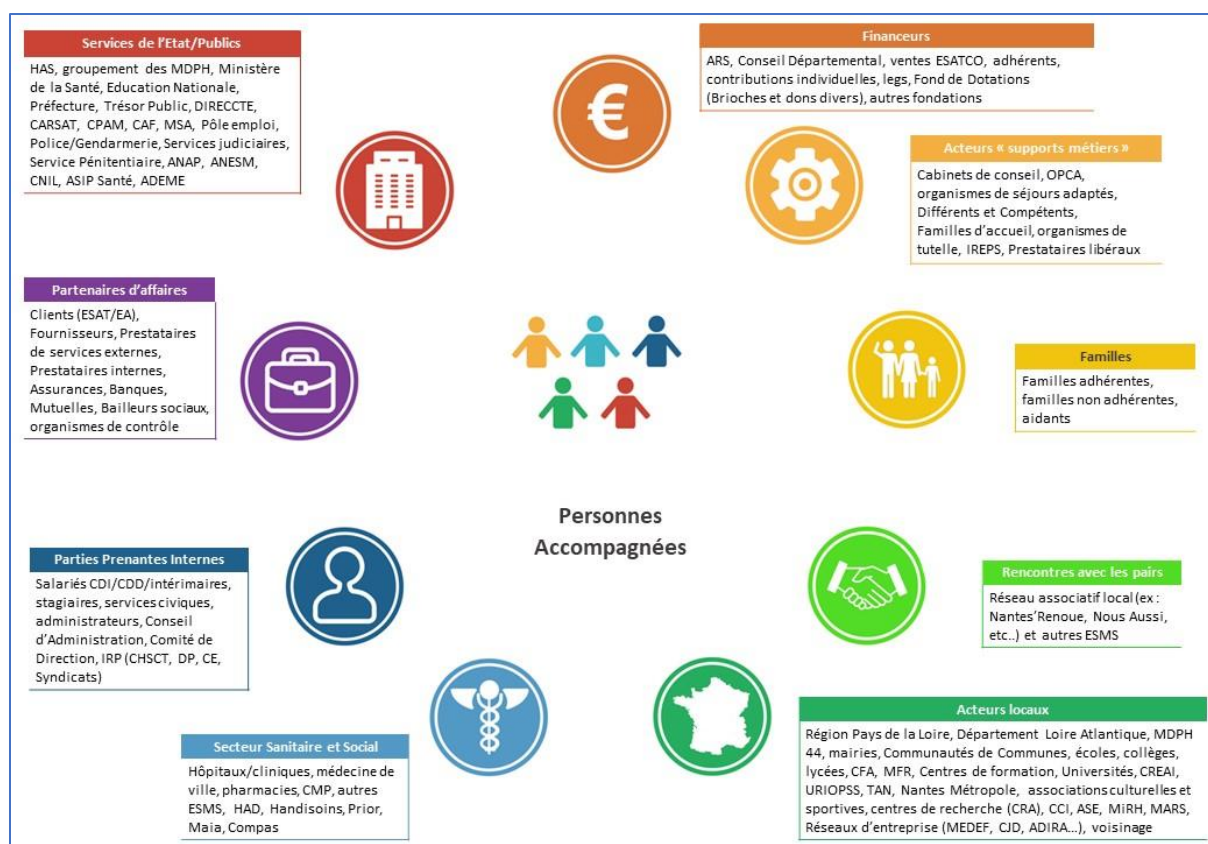 Services de l'Etat/Publics
HAS, groupement des MDPH, Ministère
de la Santé, Education Nationale,
Préfecture, Trésor Public, DIRECCTE,
CARSAT, CPAM, CAF, MSA, Pôle emploi,
Police/Gendarmerie, Services judiciaires,
Service Pénitentiaire, ANAP, ANESM,
CNIL, ASIP Santé, ADEME
Financeurs
ARS, Conseil Départemental, ventes ESATCO, adhérents,
contributions individuelles, legs, Fond de Dotations
(Brioches et dons divers), autres fondations
€
Acteurs « supports métiers »
Cabinets de conseil, OPCA,
organismes de séjours adaptés,
Différents et Compétents,
Familles d'accueil, organismes de
tutelle, IREPS, Prestataires libéraux
Partenaires d'affaires
Clients (ESAT/EA),
Fournisseurs, Prestataires
de services externes,
Prestataires internes,
Assurances, Banques,
Mutuelles, Bailleurs sociaux,
organismes de contrôle
Familles
Familles adhérentes,
familles non adhérentes,
aidants
Personnes
Accompagnées
Parties Prenantes Internes
Salariés CDI/CDD/intérimaires,
stagiaires, services civiques,
administrateurs, Conseil
d'Administration, Comité de
Direction, IRP (CHSCT, DP, CE,
Syndicats)
Rencontres avec les pairs
Réseau associatif local (ex :
Nantes'Renoue, Nous Aussi,
etc..) et autres ESMS
Secteur Sanitaire et Social
Hôpitaux/cliniques, médecine de
ville, pharmacies, CMP, autres
ESMS, HAD, Handisoins, Prior,
Maia, Compas
Acteurs locaux
Région Pays de la Loire, Département Loire Atlantique, MDPH
44, mairies, Communautés de Communes, écoles, collèges,
lycées, CFA, MFR, Centres de formation, Universités, CREAI,
URIOPSS, TAN, Nantes Métropole, associations culturelles et
sportives, centres de recherche (CRA), CCI, ASE, MiRH, MARS,
Réseaux d'entreprise (MEDEF, CJD, ADIRA...), voisinage